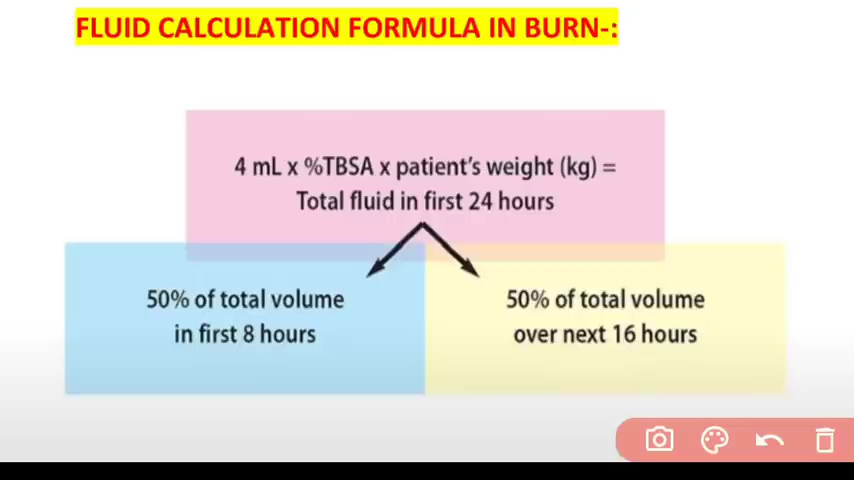 FLUID CALCULATION FORMULA IN BURN-:
4 mL x %TBSA x patient's weight (kg) =
Total fluid in first 24 hours
50% of total volume
in first 8 hours
50% of total volume
over next 16 hours